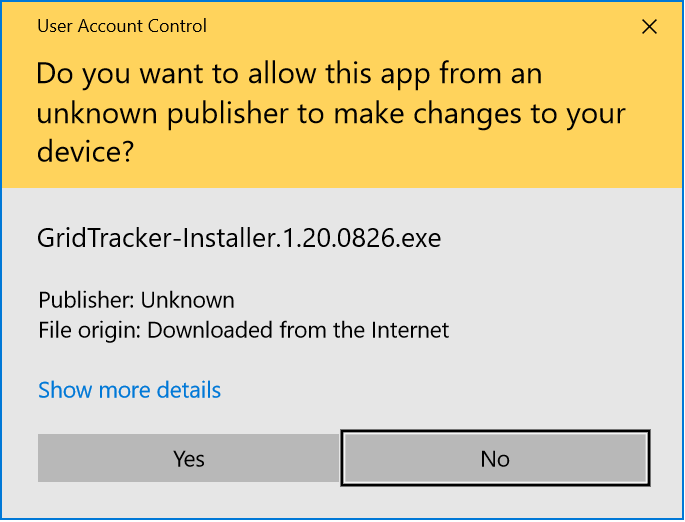 User Account Control
Do you want to allow this app from an
unknown publisher to make changes to your
device?
GridTracker-Installer.1.20.0826.exe
Publisher: Unknown
File origin: Downloaded from the Internet
Show more details
Yes
No